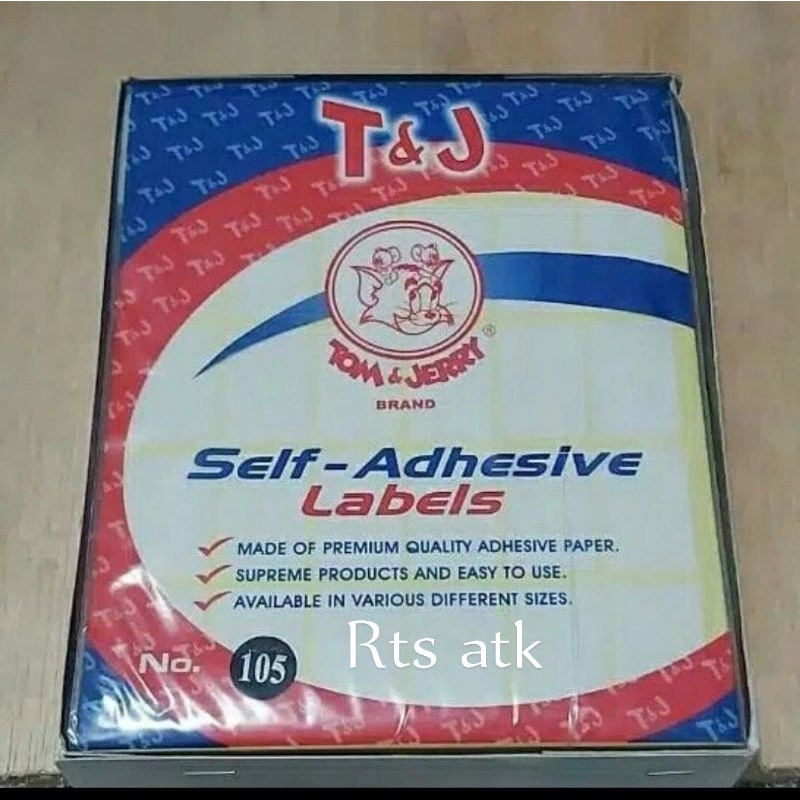 T&J
TOM & JERRY ®
BRAND
Self-Adhesive
Labels
MADE OF PREMIUM QUALITY ADHESIVE PAPER.
SUPREME PRODUCTS AND EASY TO USE.
AVAILABLE IN VARIOUS DIFFERENT SIZES.
No. 105
Rts atk